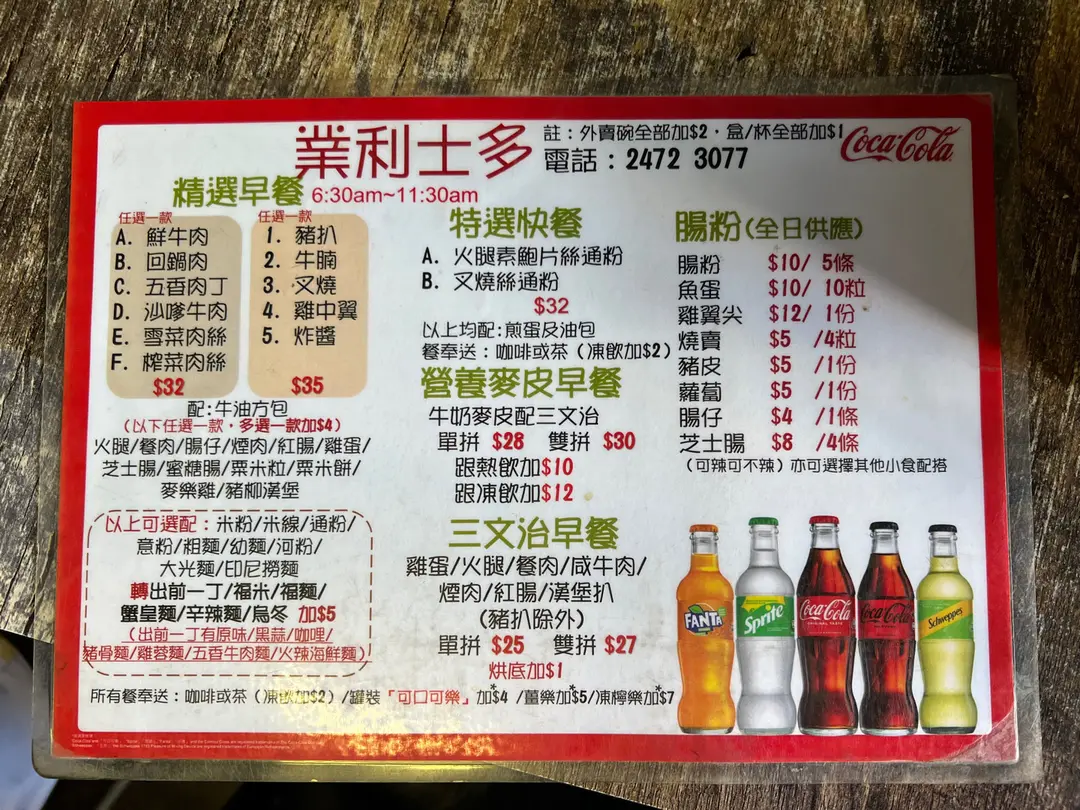 業利士多
註：外賣碗全部加$2，盒/杯全部加$1
電話：2472 3077
Coca-Cola
精選早餐 6:30am~11:30am
任選一款
A. 鮮牛肉
B. 回鍋肉
C. 五香肉丁
D. 沙嗲牛肉
E. 雪菜肉絲
F. 榨菜肉絲
$32
任選一款
1. 豬扒
2. 牛腩
3. 叉燒
4. 雞中翼
5. 炸醬
$35
配:牛油方包
(以下任選一款，多選一款加$4)
火腿/餐肉/腸仔/煙肉/紅腸/雞蛋/
芝士腸/蜜糖腸/粟米粒/粟米餅/
麥樂雞/豬柳漢堡
以上可選配：米粉/米線/通粉/
意粉/粗麵/幼麵/河粉/
大光麵/印尼撈麵
轉出前一丁/福米/福麵/
蟹皇麵/辛辣麵/烏冬 加$5
(出前一丁有原味/黑蒜/咖喱/
豬骨麵/雞蓉麵/五香牛肉麵/火辣海鮮麵)
特選快餐
A. 火腿素鮑片絲通粉
B. 叉燒絲通粉
$32
以上均配:煎蛋及油包
餐奉送：咖啡或茶(凍飲加$2)
營養麥皮早餐
牛奶麥皮配三文治
單拼 $28 雙拼 $30
跟熱飲加$10
跟凍飲加$12
三文治早餐
雞蛋/火腿/餐肉/咸牛肉/
煙肉/紅腸/漢堡扒
(豬扒除外)
單拼 $25 雙拼 $27
烘底加$1
腸粉(全日供應)
腸粉 $10/ 5條
魚蛋 $10/ 10粒
雞翼尖 $12/ 1份
燒賣 $5 /4粒
豬皮 $5 /1份
蘿蔔 $5 /1份
腸仔 $4 /1條
芝士腸 $8 /4條
(可辣可不辣)亦可選擇其他小食配搭
FANTA
Sprite
Coca-Cola
ORIGINAL TASTE
Coca-Cola
Schweppes
所有餐奉送：咖啡或茶(凍飲加$2)/罐裝「可口可樂」加$4/薑樂加$5/凍檸樂加$7